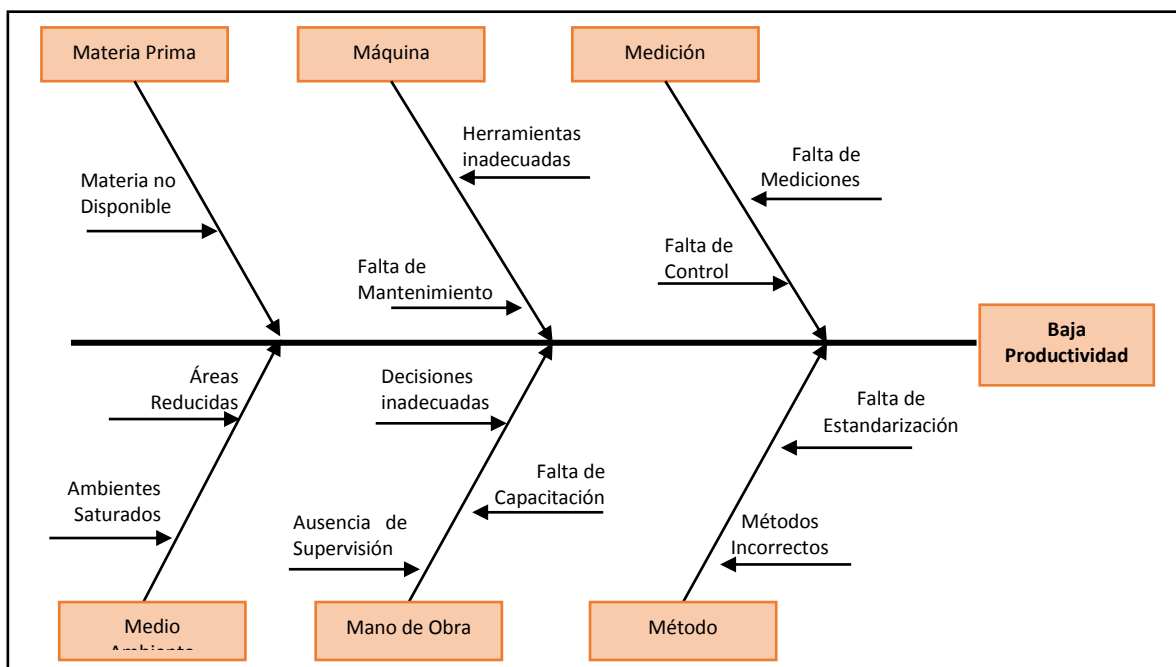 Materia Prima
Máquina
Medición
Herramientas
inadecuadas
Falta de
Mediciones
Materia no
Disponible
Falta de
Control
Falta de
Mantenimiento
Baja
Productividad
Áreas
Reducidas
Decisiones
inadecuadas
Falta de
Estandarización
Ambientes
Saturados
Falta de
Capacitación
Ausencia de
Supervisión
Métodos
Incorrectos
Medio
Mano de Obra
Método